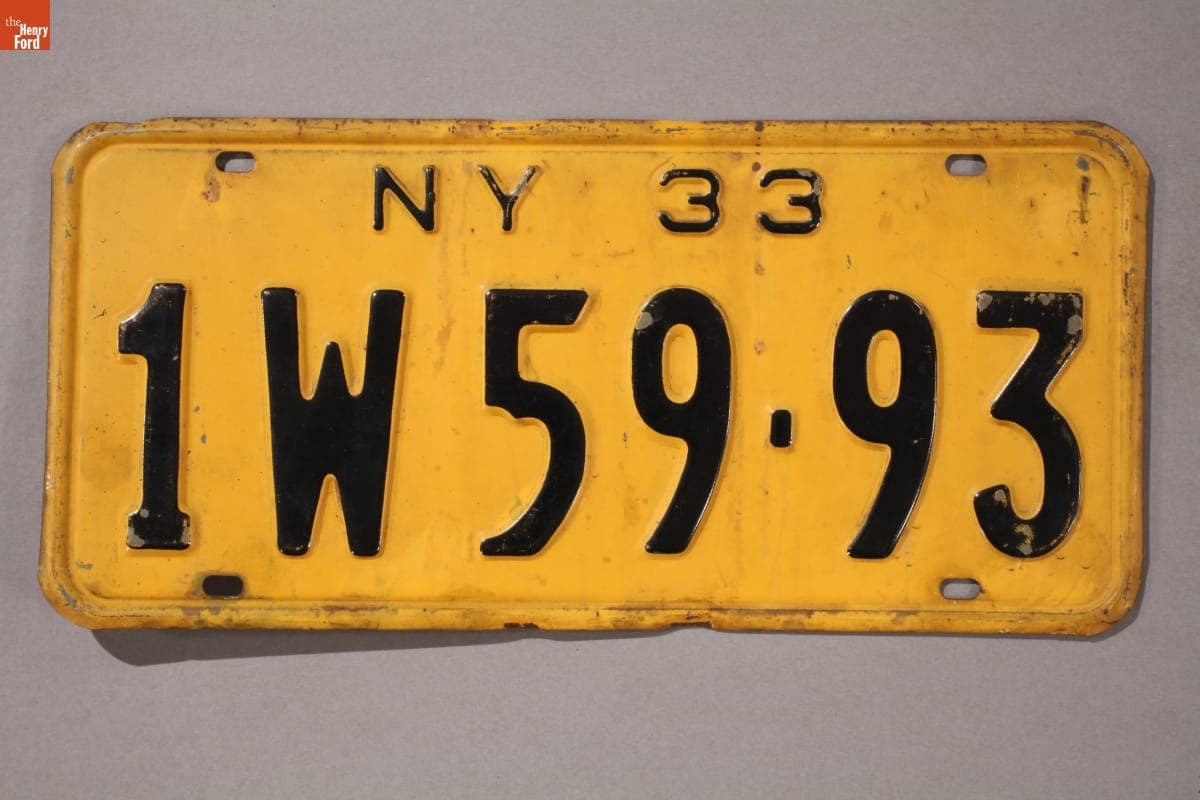 the
Henry
Ford
NY 33
1W59·93